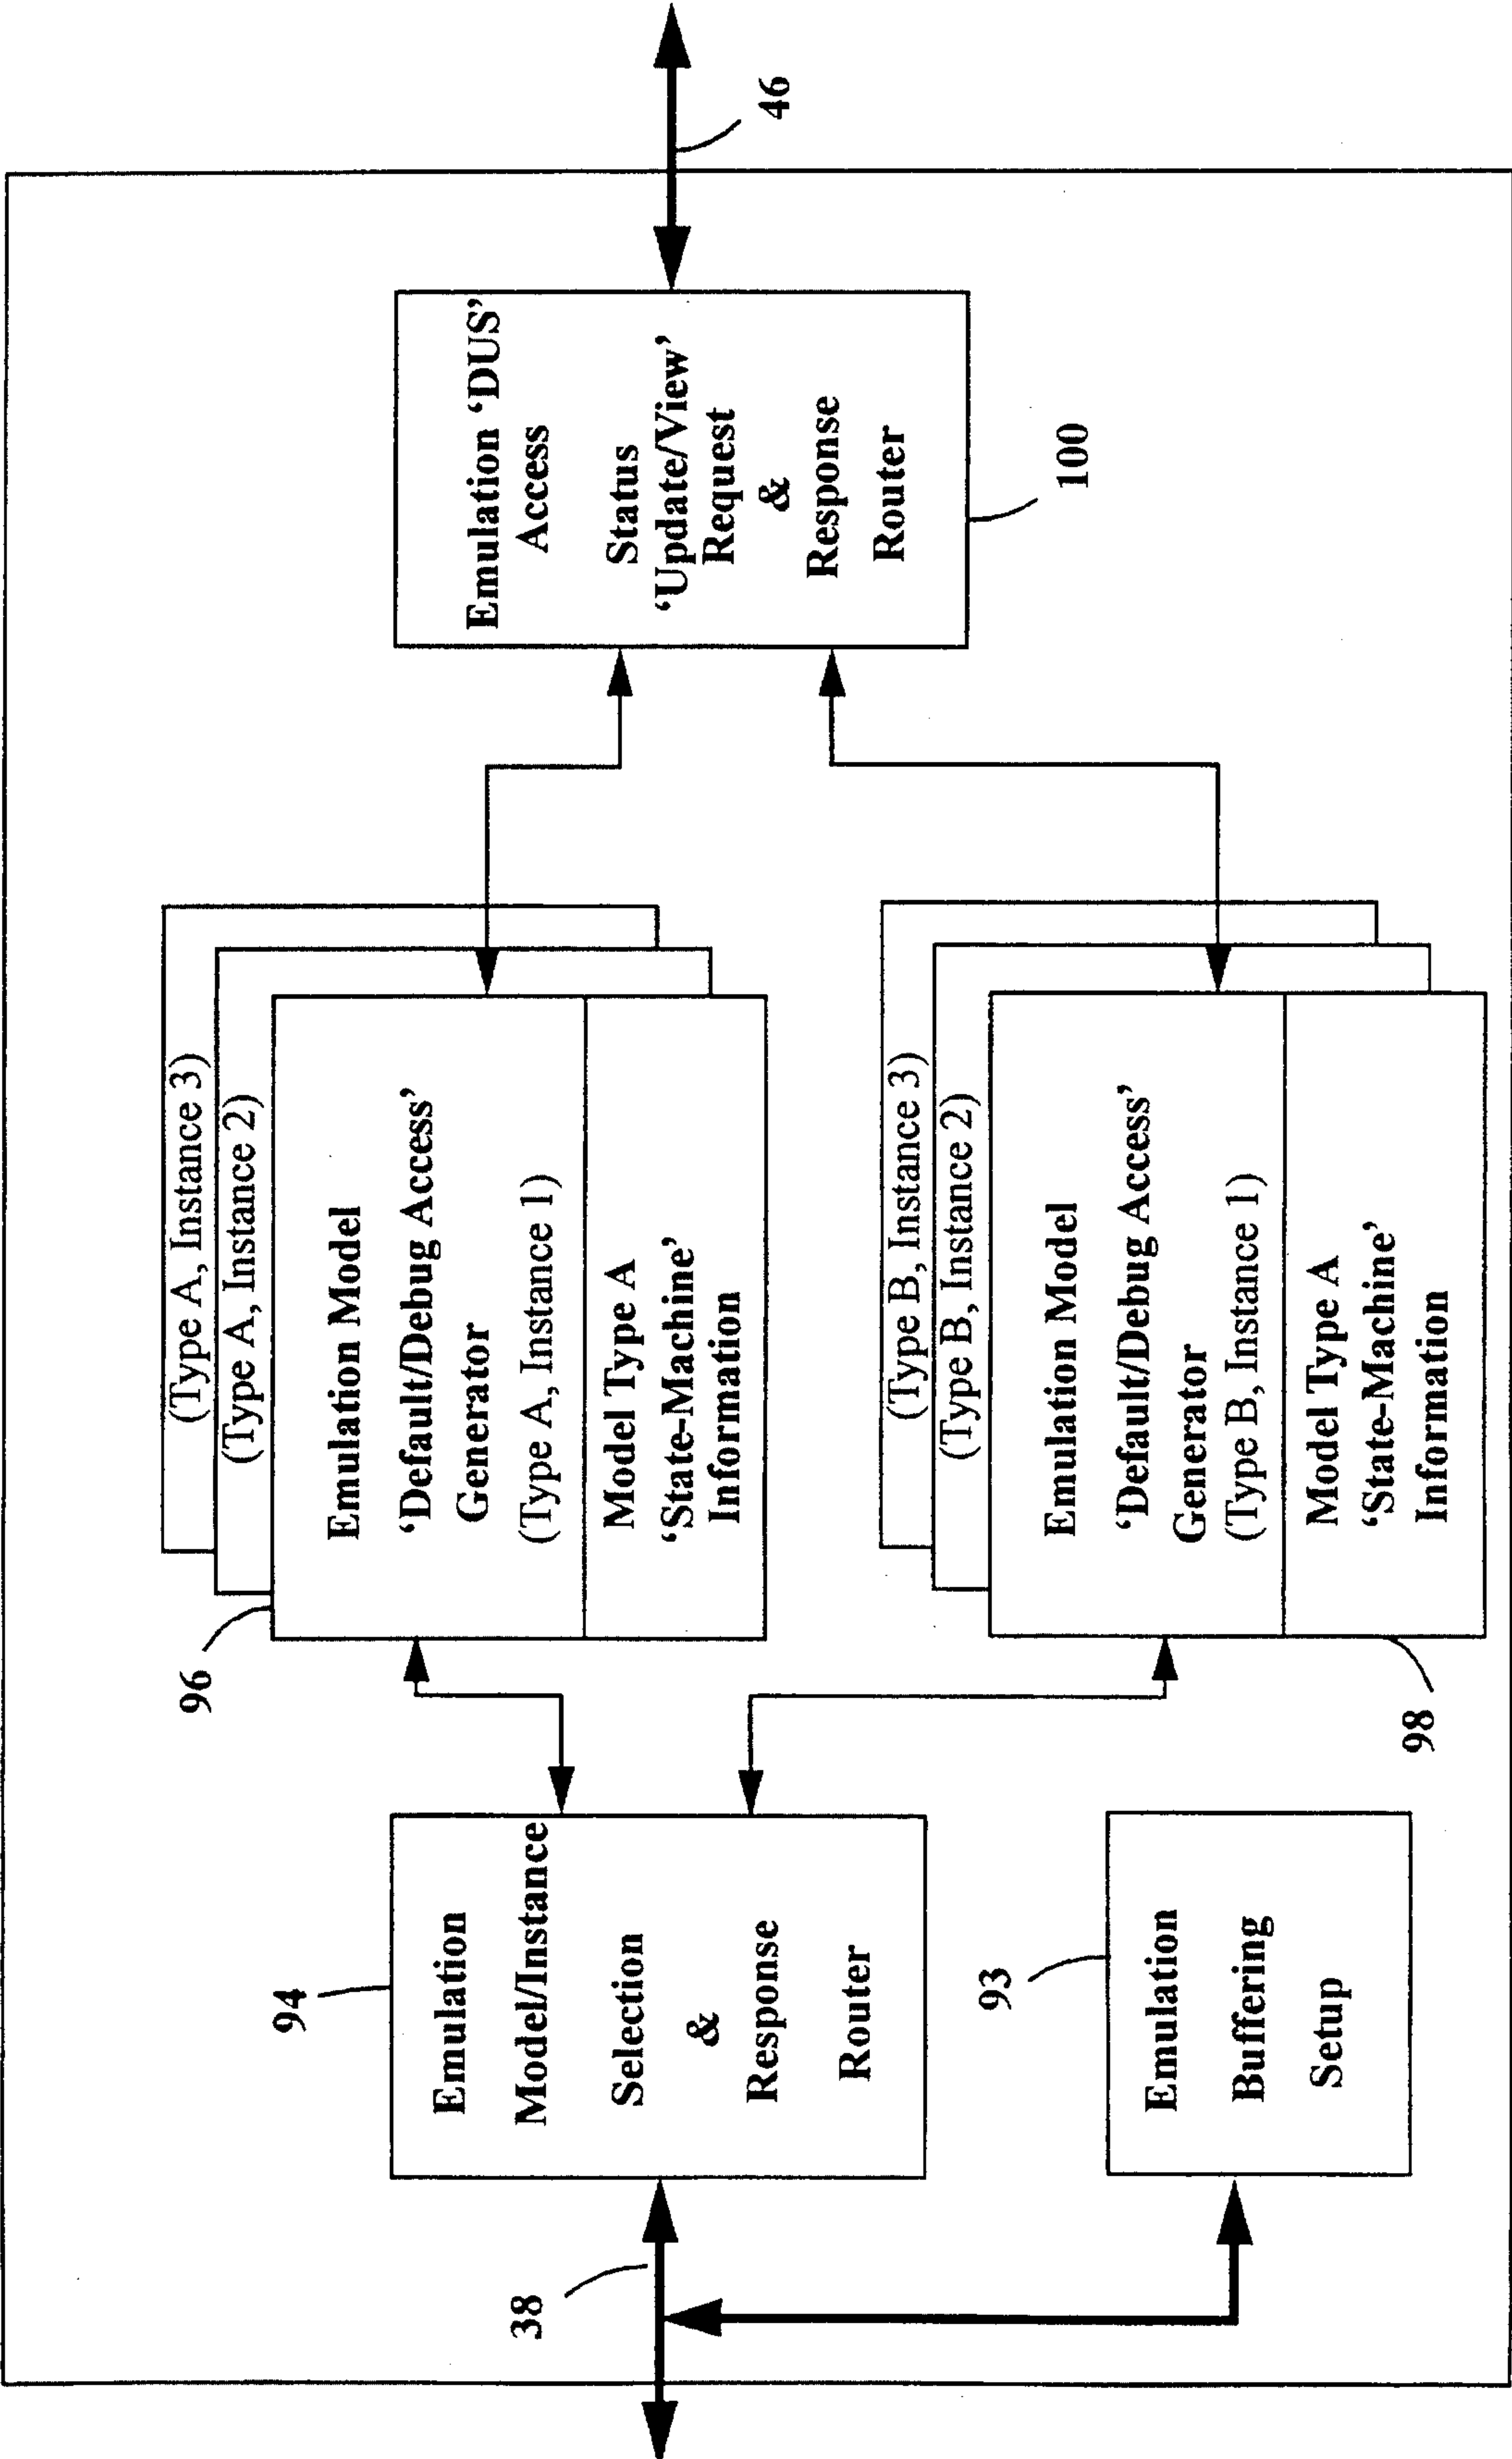 94
Emulation
Model/Instance
Selection
&
Response
Router
38
93
Emulation
Buffering
Setup
96
(Type A, Instance 3)
(Type A, Instance 2)
Emulation Model
‘Default/Debug Access’
Generator
(Type A, Instance 1)
Model Type A
‘State-Machine’
Information
(Type B, Instance 3)
(Type B, Instance 2)
Emulation Model
‘Default/Debug Access’
Generator
(Type B, Instance 1)
Model Type A
‘State-Machine’
Information
98
Emulation ‘DUS’
Access
Status
‘Update/View’
Request
&
Response
Router
100
46